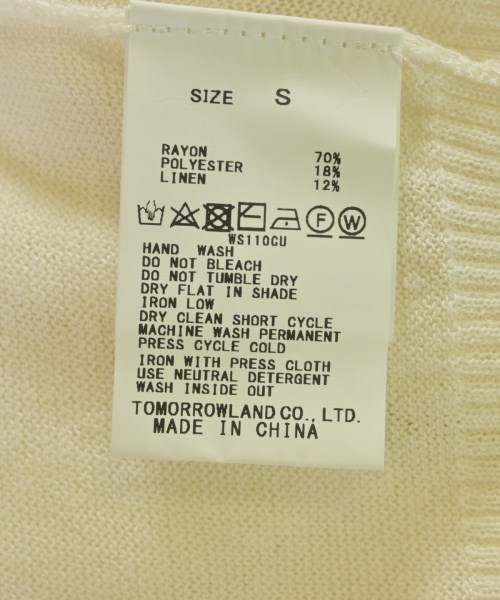 SIZE S
RAYON 70%
POLYESTER 18%
LINEN 12%
F W
WS110CU
HAND WASH
DO NOT BLEACH
DO NOT TUMBLE DRY
DRY FLAT IN SHADE
IRON LOW
DRY CLEAN SHORT CYCLE
MACHINE WASH PERMANENT
PRESS CYCLE COLD
IRON WITH PRESS CLOTH
USE NEUTRAL DETERGENT
WASH INSIDE OUT
TOMORROWLAND CO., LTD.
MADE IN CHINA